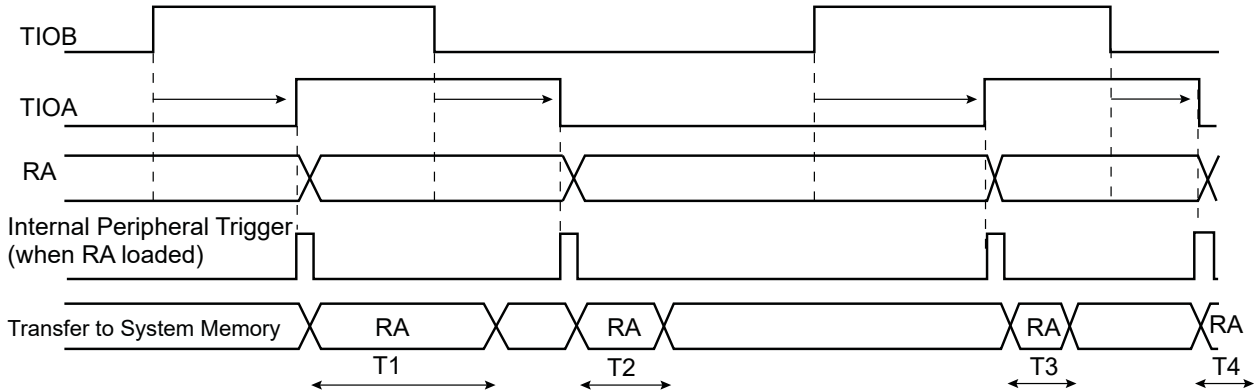 TIOB
TIOA
RA
Internal Peripheral Trigger
(when RA loaded)
Transfer to System Memory
RA
RA
RA
RA
T1
T2
T3
T4